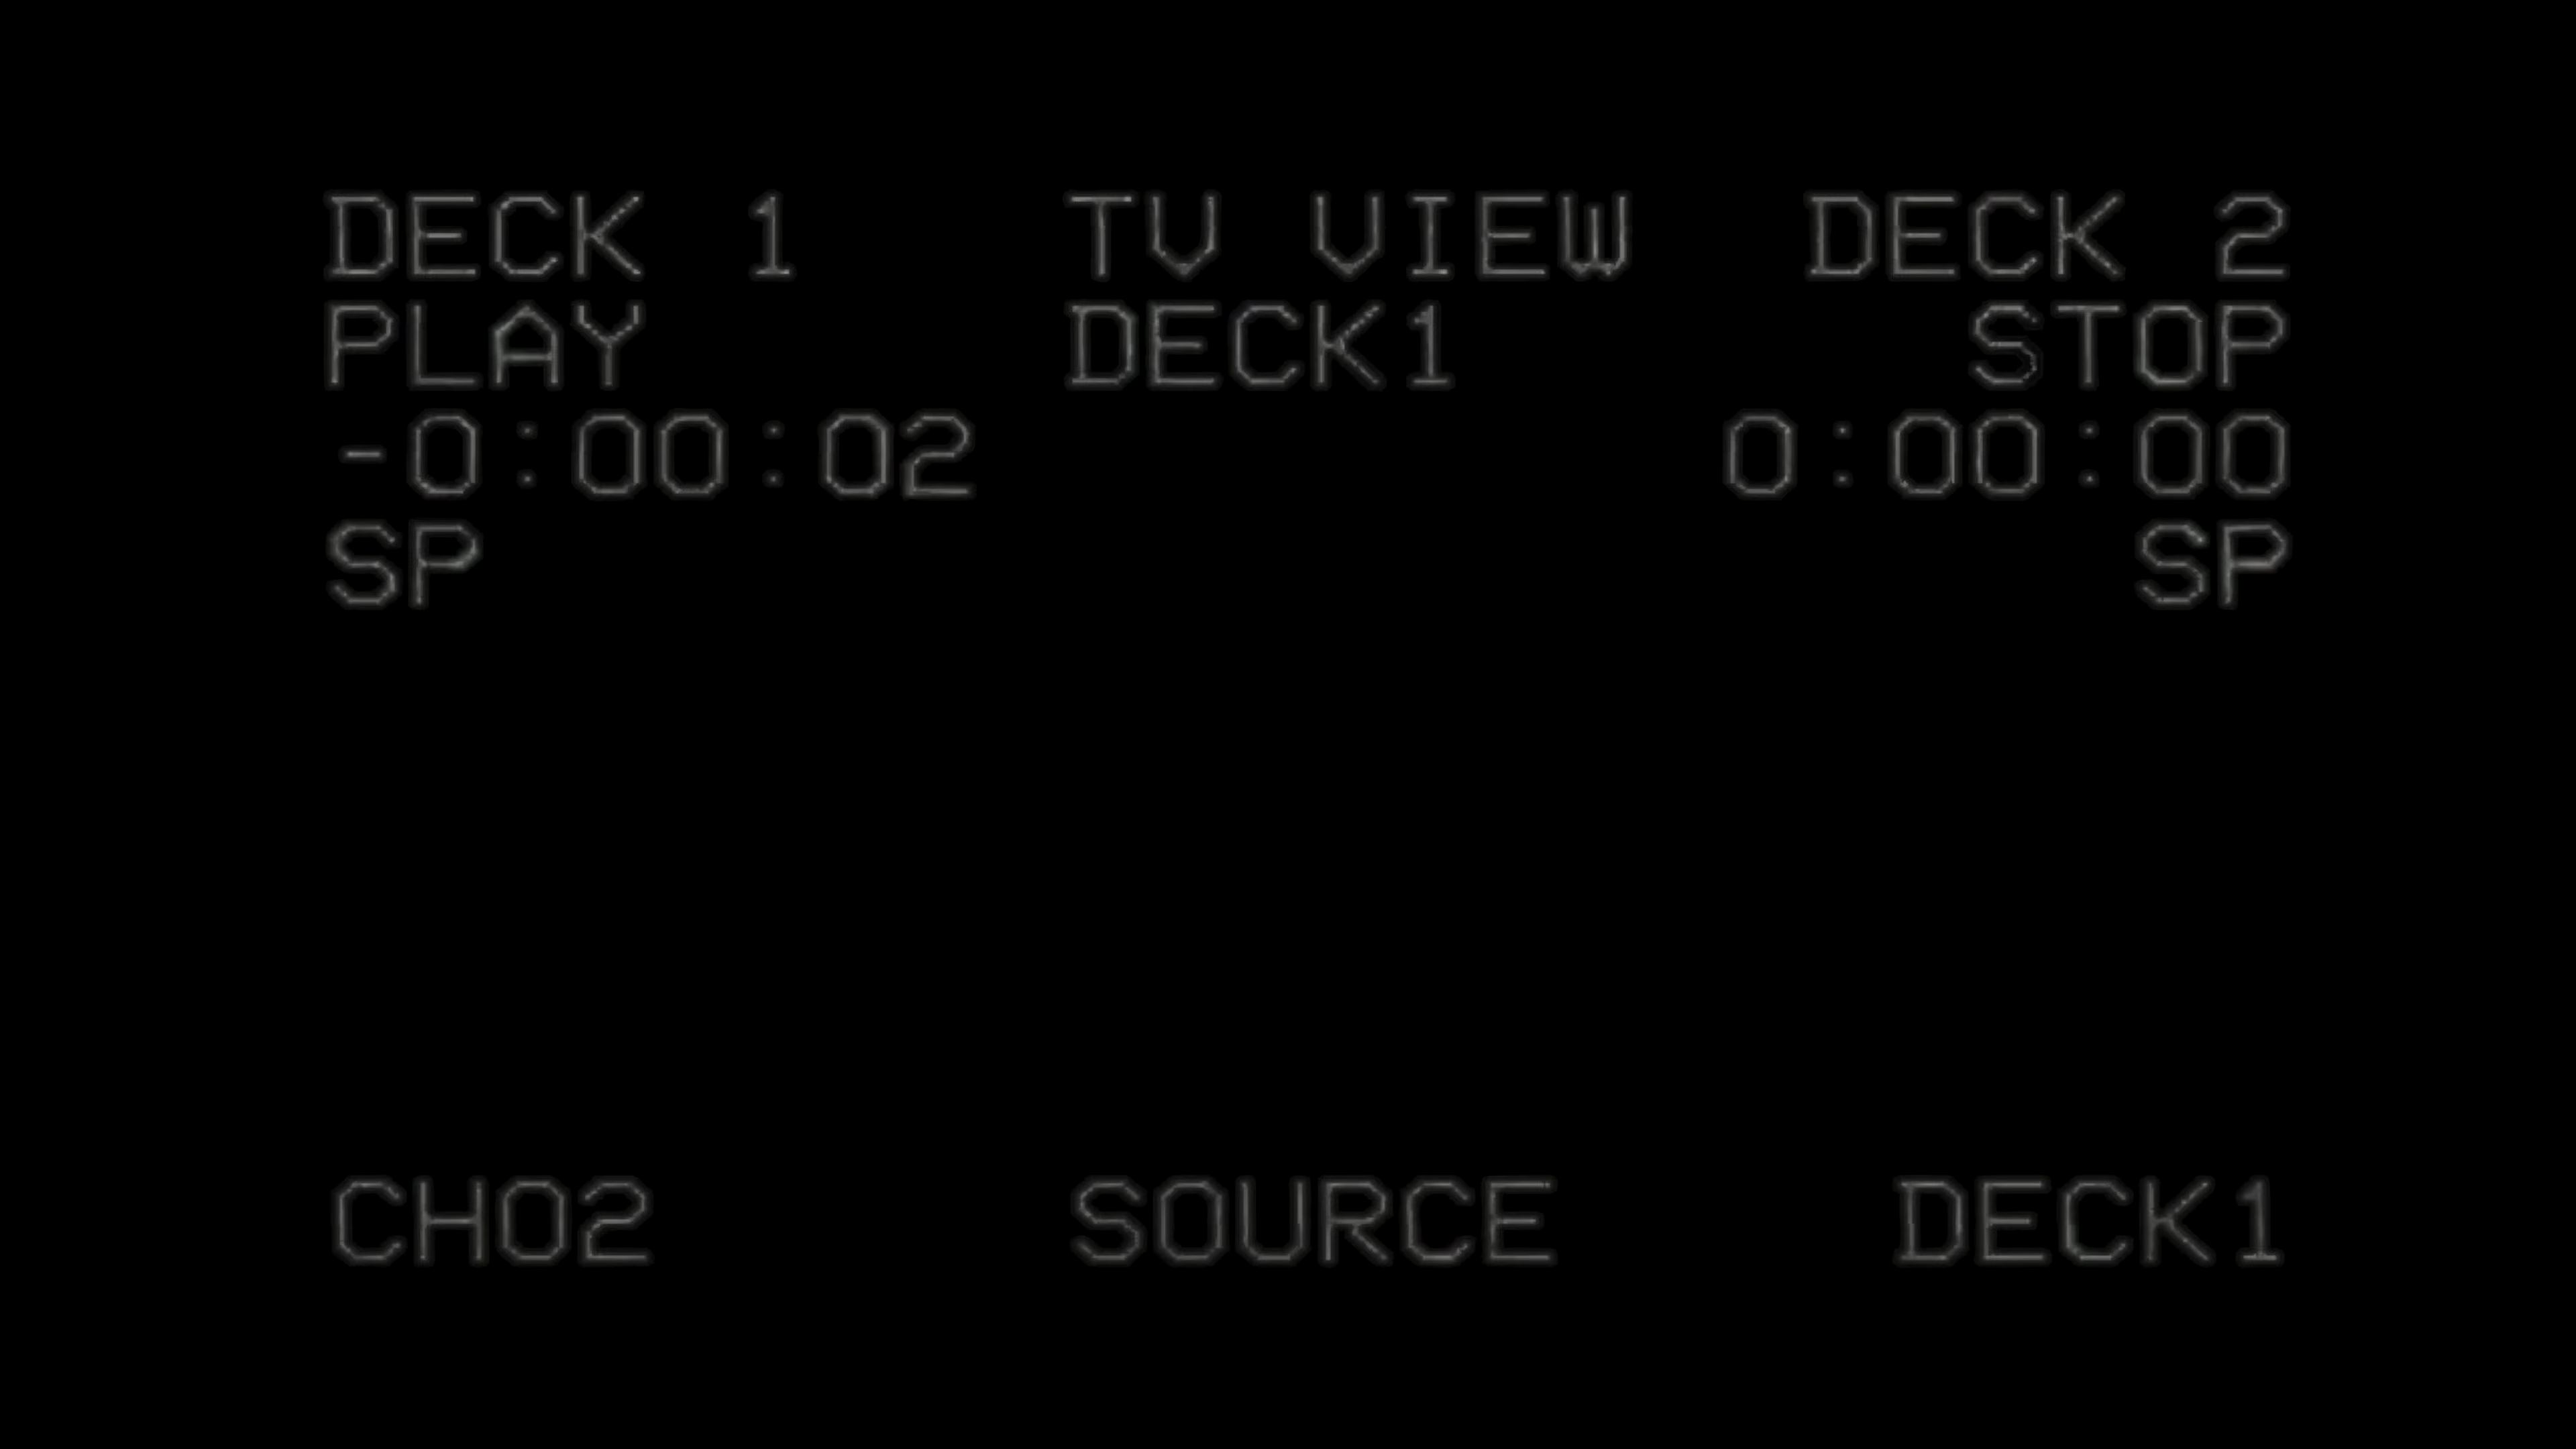 DECK 1 TV VIEW DECK 2
PLAY DECK1 STOP
-0:00:02 0:00:00
SP SP
CH02 SOURCE DECK1